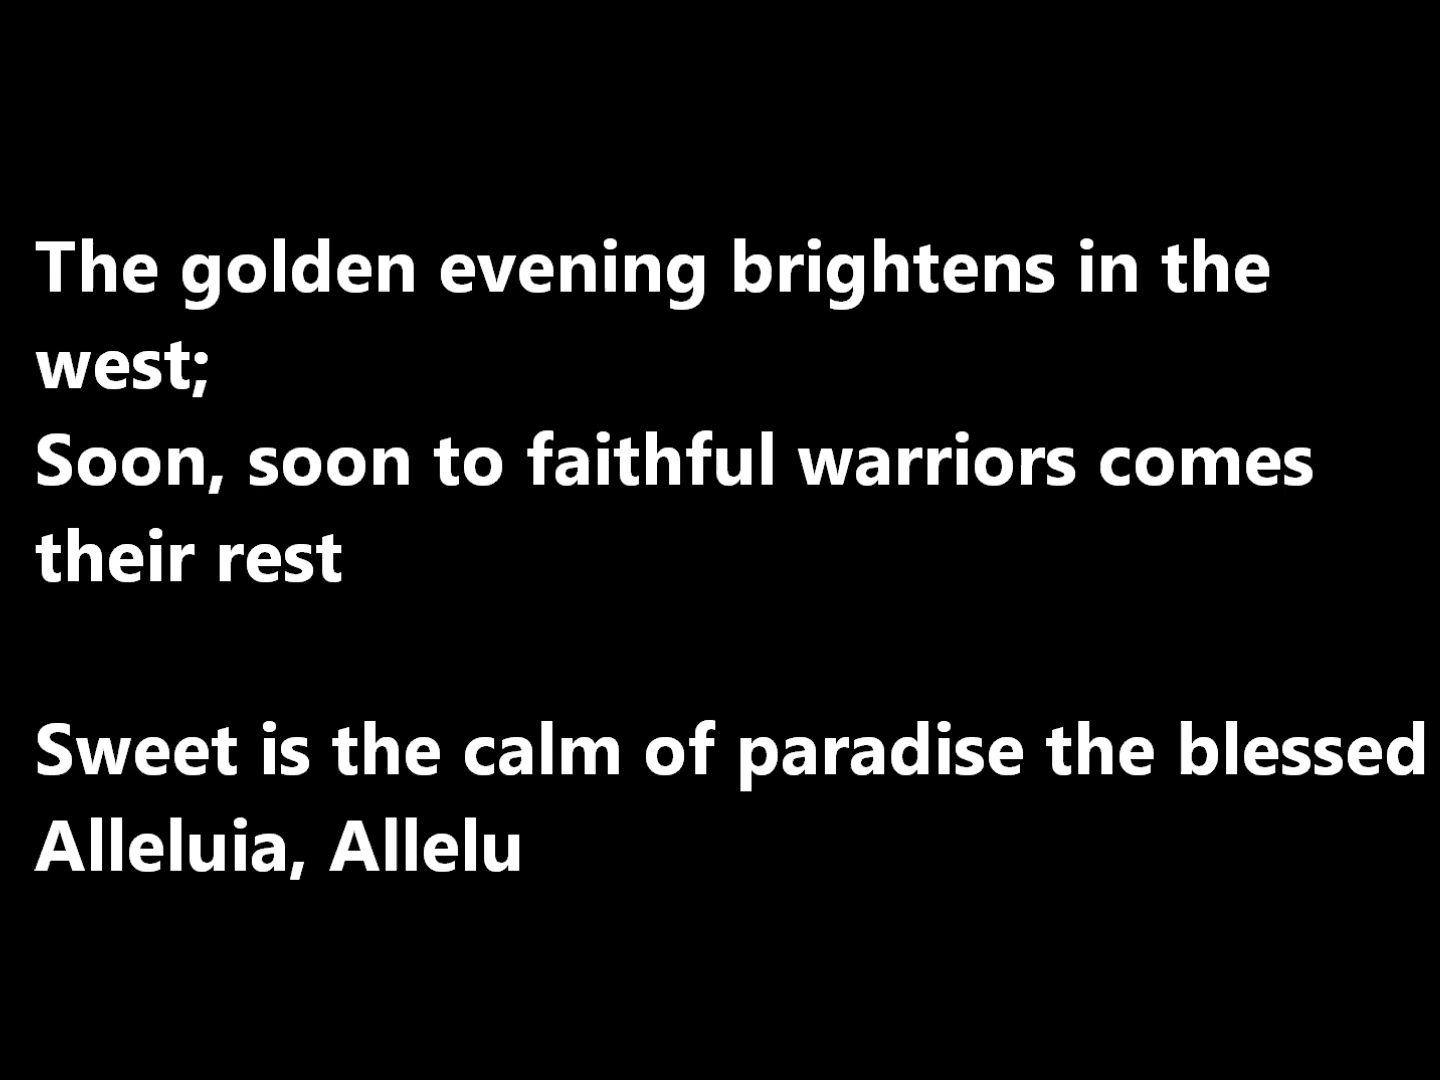 The golden evening brightens in the
west;
Soon, soon to faithful warriors comes
their rest
Sweet is the calm of paradise the blessed
Alleluia, Allelu